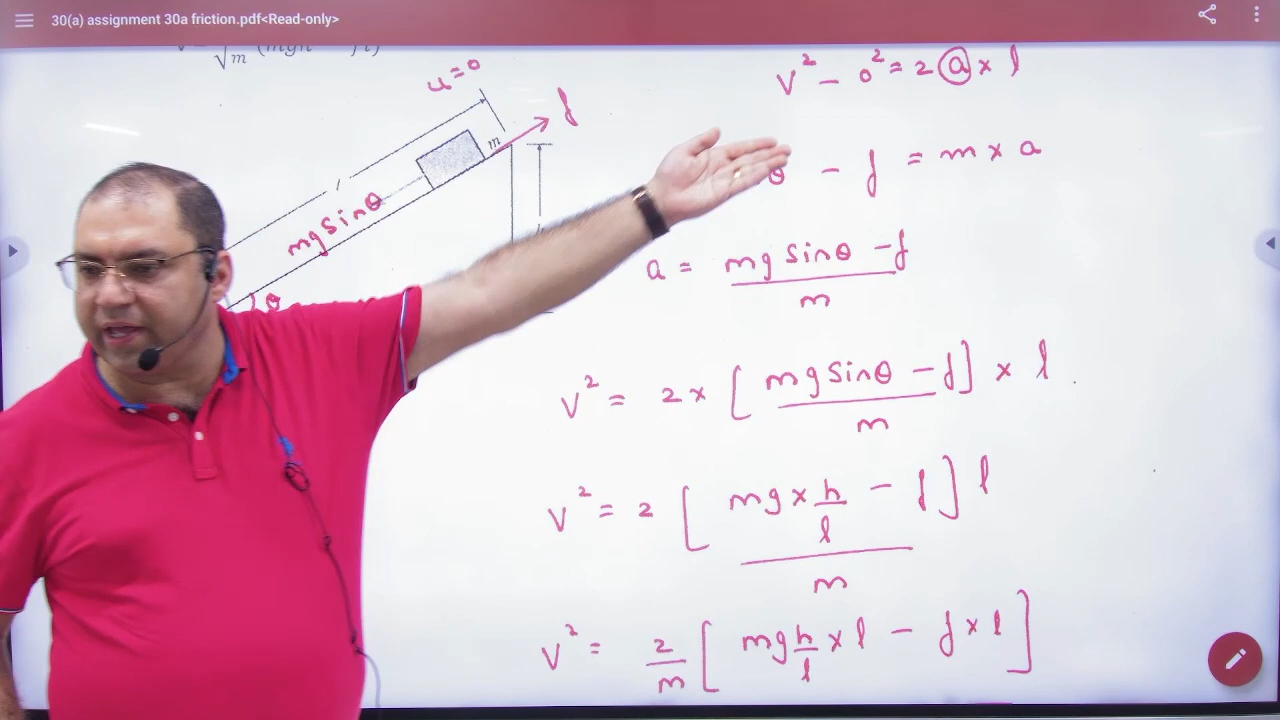 30(a) assignment 30a friction.pdf<Read-only>
u=0
f
m
l
mg sinθ
θ
V² - 0² = 2 a × l
θ - f = m × a
a = mg sinθ - f / m
V² = 2 × [ mg sinθ - f / m ] × l
V² = 2 [ mg × h/l - f / m ] l
V² = 2/m [ mg h/l × l - f × l ]